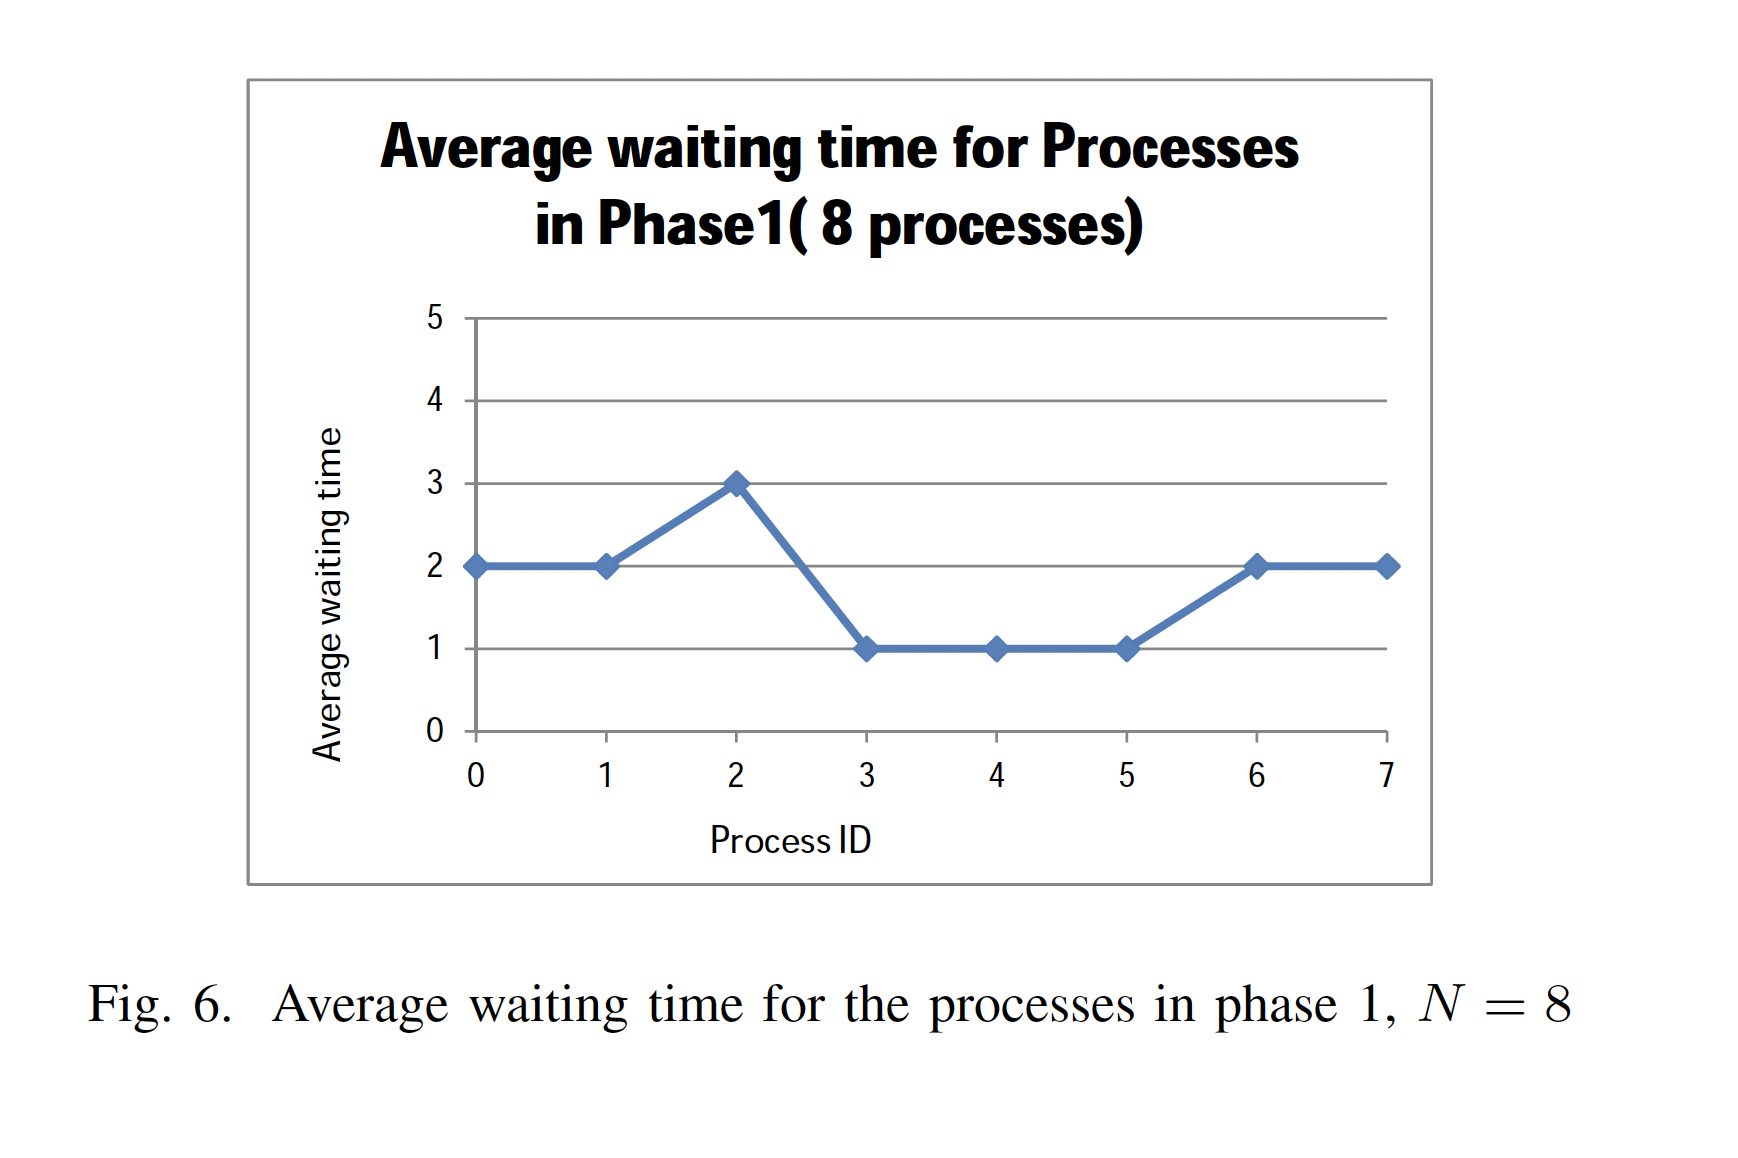 Average waiting time for Processes
in Phase1( 8 processes)
5
4
3
2
1
0
Average waiting time
0 1 2 3 4 5 6 7
Process ID
Fig. 6. Average waiting time for the processes in phase 1, N = 8